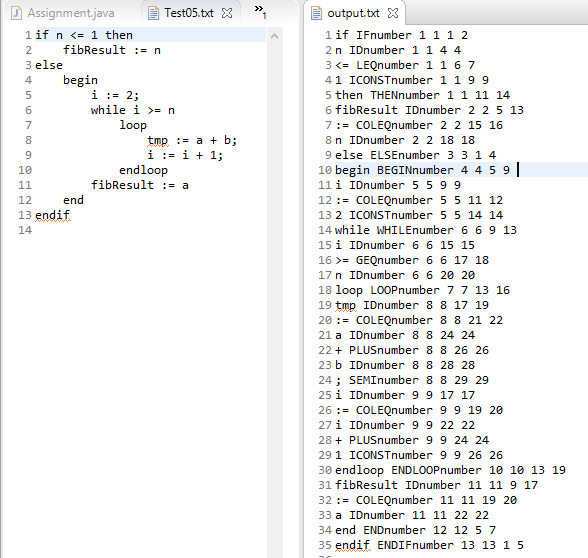 Assignment.java
Test05.txt
»1
output.txt
1 if n <= 1 then
2 fibResult := n
3 else
4 begin
5 i := 2;
6 while i >= n
7 loop
8 tmp := a + b;
9 i := i + 1;
10 endloop
11 fibResult := a
12 end
13 endif
14
1 if IFnumber 1 1 1 2
2 n IDnumber 1 1 4 4
3 <= LEQnumber 1 1 6 7
4 1 ICONSTnumber 1 1 9 9
5 then THENnumber 1 1 11 14
6 fibResult IDnumber 2 2 5 13
7 := COLEQnumber 2 2 15 16
8 n IDnumber 2 2 18 18
9 else ELSEnumber 3 3 1 4
10 begin BEGINnumber 4 4 5 9
11 i IDnumber 5 5 9 9
12 := COLEQnumber 5 5 11 12
13 2 ICONSTnumber 5 5 14 14
14 while WHILEnumber 6 6 9 13
15 i IDnumber 6 6 15 15
16 >= GEQnumber 6 6 17 18
17 n IDnumber 6 6 20 20
18 loop LOOPnumber 7 7 13 16
19 tmp IDnumber 8 8 17 19
20 := COLEQnumber 8 8 21 22
21 a IDnumber 8 8 24 24
22 + PLUSnumber 8 8 26 26
23 b IDnumber 8 8 28 28
24 ; SEMInumber 8 8 29 29
25 i IDnumber 9 9 17 17
26 := COLEQnumber 9 9 19 20
27 i IDnumber 9 9 22 22
28 + PLUSnumber 9 9 24 24
29 1 ICONSTnumber 9 9 26 26
30 endloop ENDLOOPnumber 10 10 13 19
31 fibResult IDnumber 11 11 9 17
32 := COLEQnumber 11 11 19 20
33 a IDnumber 11 11 22 22
34 end ENDnumber 12 12 5 7
35 endif ENDIFnumber 13 13 1 5